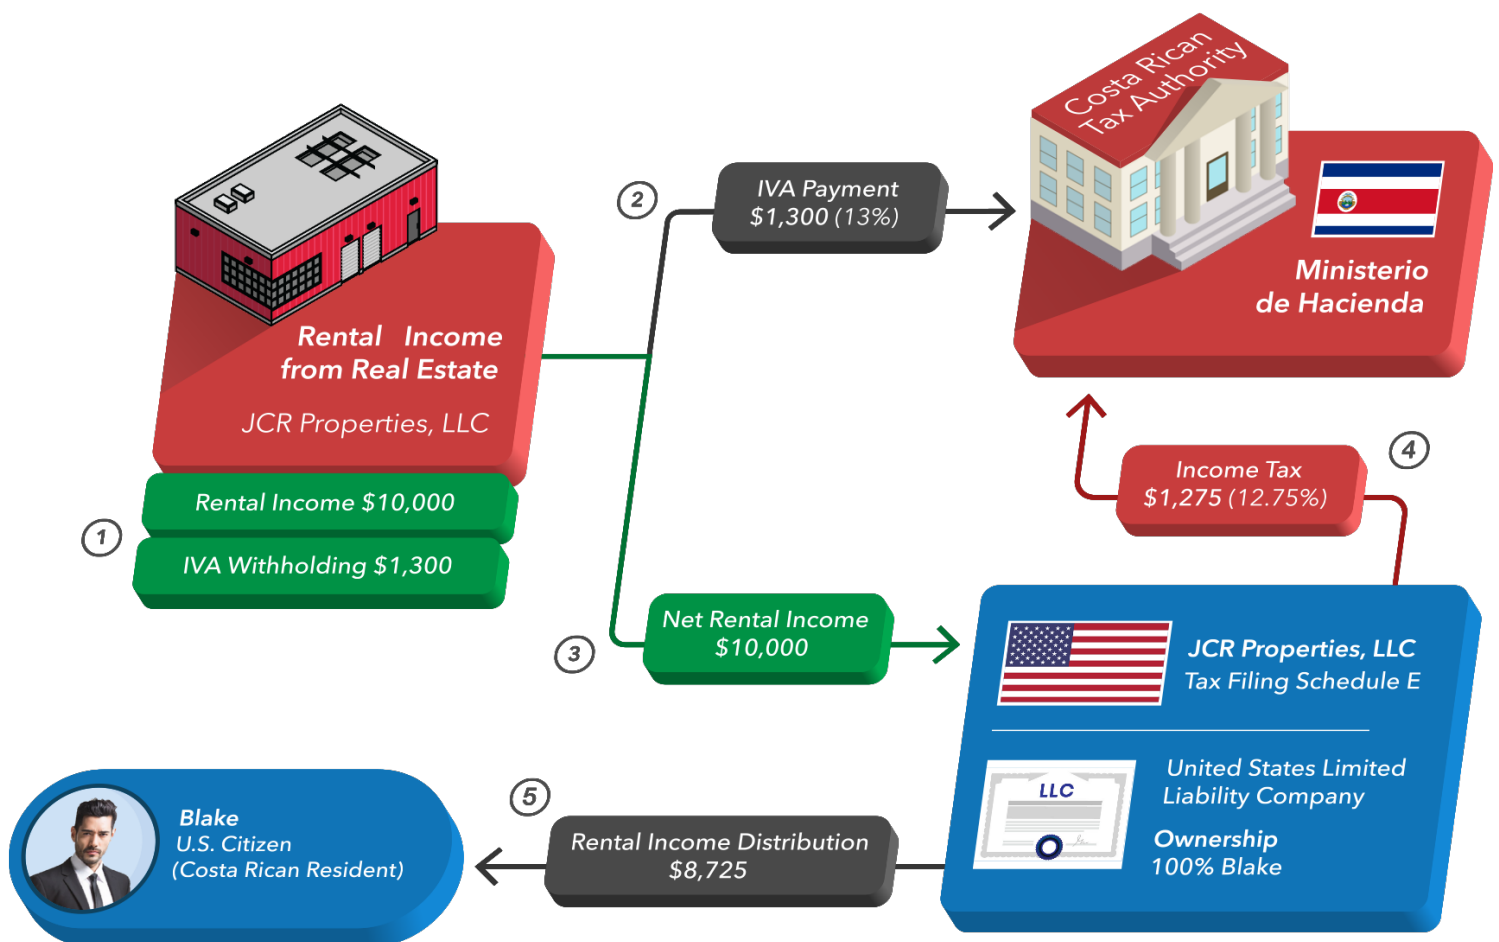 Costa Rican
Tax Authority
Ministerio
de Hacienda
2
IVA Payment
$1,300 (13%)
Rental Income
from Real Estate
JCR Properties, LLC
1
Rental Income $10,000
IVA Withholding $1,300
4
Income Tax
$1,275 (12.75%)
3
Net Rental Income
$10,000
JCR Properties, LLC
Tax Filing Schedule E
LLC
United States Limited
Liability Company
Ownership
100% Blake
5
Rental Income Distribution
$8,725
Blake
U.S. Citizen
(Costa Rican Resident)